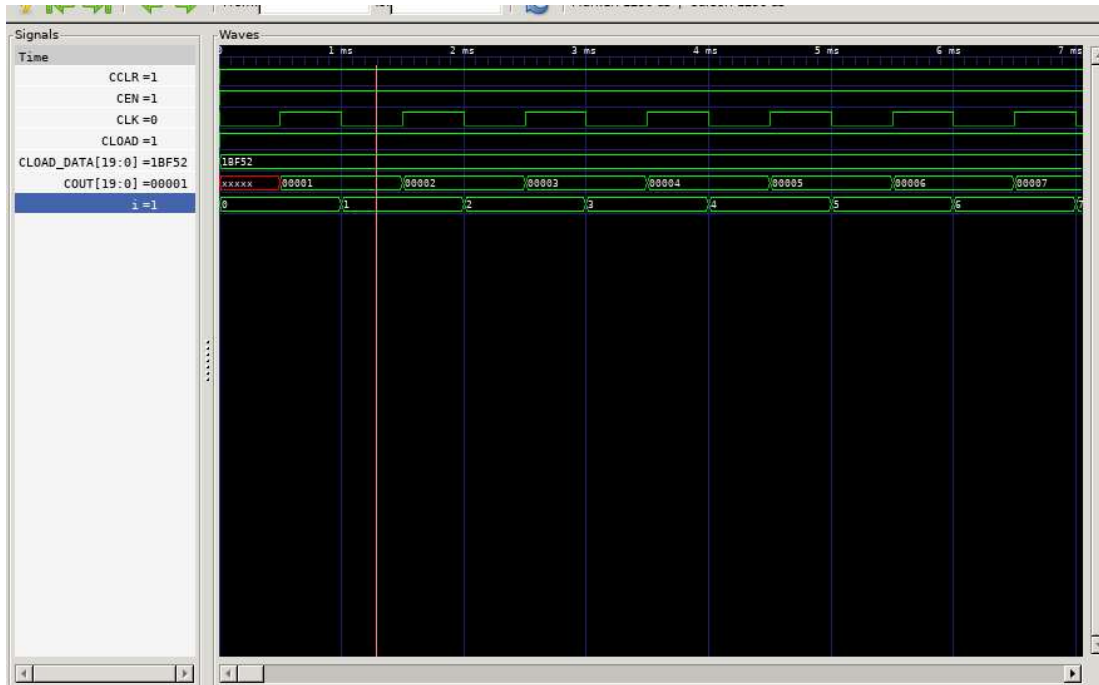 Signals
Waves
Time
1 ms 2 ms 3 ms 4 ms 5 ms 6 ms 7 ms
CCLR =1
CEN =1
CLK =0
CLOAD =1
CLOAD_DATA[19:0] =1BF52 1BF52
COUT[19:0] =00001 xxxxx 00001 00002 00003 00004 00005 00006 00007
i =1 0 1 2 3 4 5 6 7